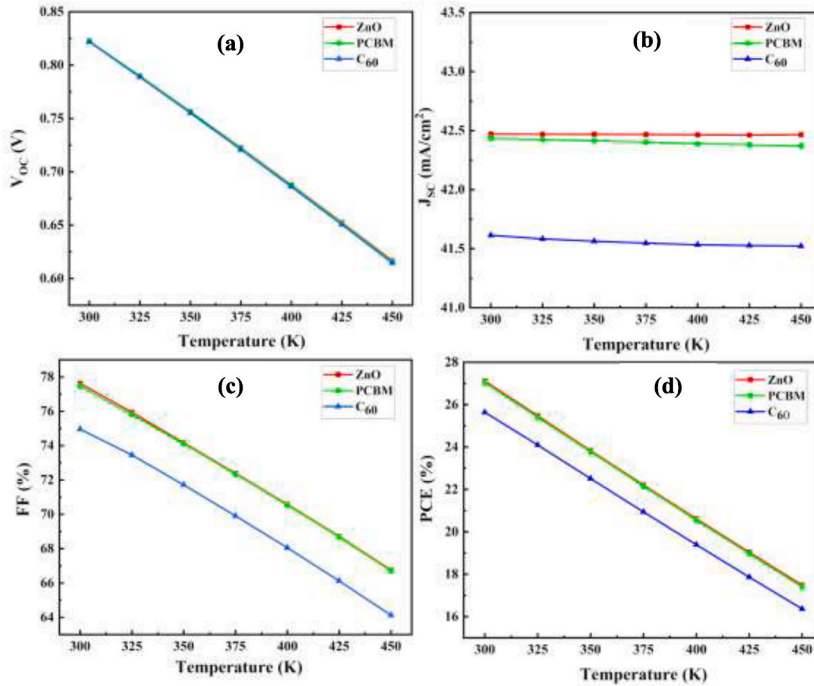 (a)
ZnO
PCBM
C₆₀
0.85
0.80
0.75
0.70
0.65
0.60
V_OC (V)
300 325 350 375 400 425 450
Temperature (K)
(b)
ZnO
PCBM
C₆₀
43.5
43.0
42.5
42.0
41.5
41.0
J_SC (mA/cm²)
300 325 350 375 400 425 450
Temperature (K)
(c)
ZnO
PCBM
C₆₀
78
76
74
72
70
68
66
64
FF (%)
300 325 350 375 400 425 450
Temperature (K)
(d)
ZnO
PCBM
C₆₀
28
26
24
22
20
18
16
PCE (%)
300 325 350 375 400 425 450
Temperature (K)